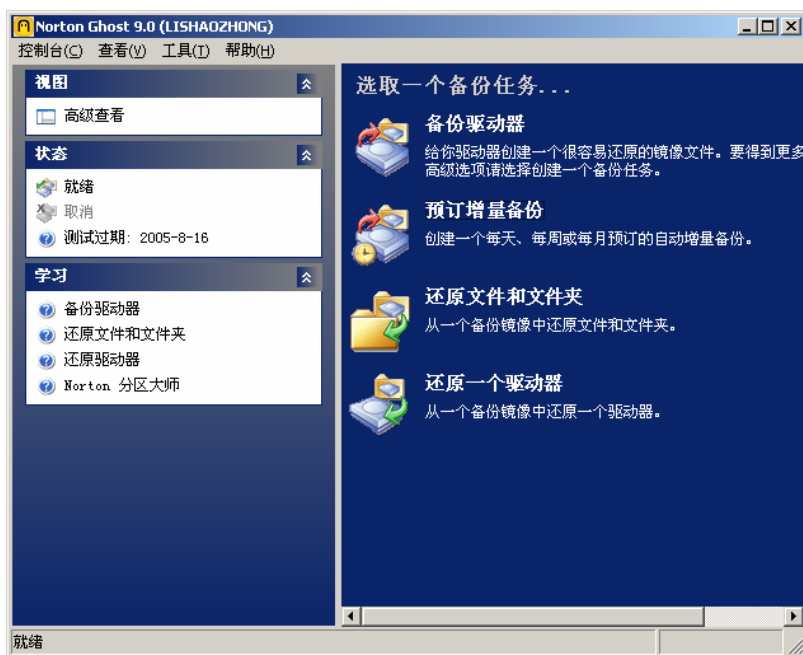 Norton Ghost 9.0 (LISHAOZHONG)
控制台(C) 查看(V) 工具(T) 帮助(H)
视图
高级查看
状态
就绪
取消
测试过期: 2005-8-16
学习
备份驱动器
还原文件和文件夹
还原驱动器
Norton 分区大师
选取一个备份任务...
备份驱动器
给你驱动器创建一个很容易还原的镜像文件。要得到更多
高级选项请选择创建一个备份任务。
预订增量备份
创建一个每天、每周或每月预订的自动增量备份。
还原文件和文件夹
从一个备份镜像中还原文件和文件夹。
还原一个驱动器
从一个备份镜像中还原一个驱动器。
就绪